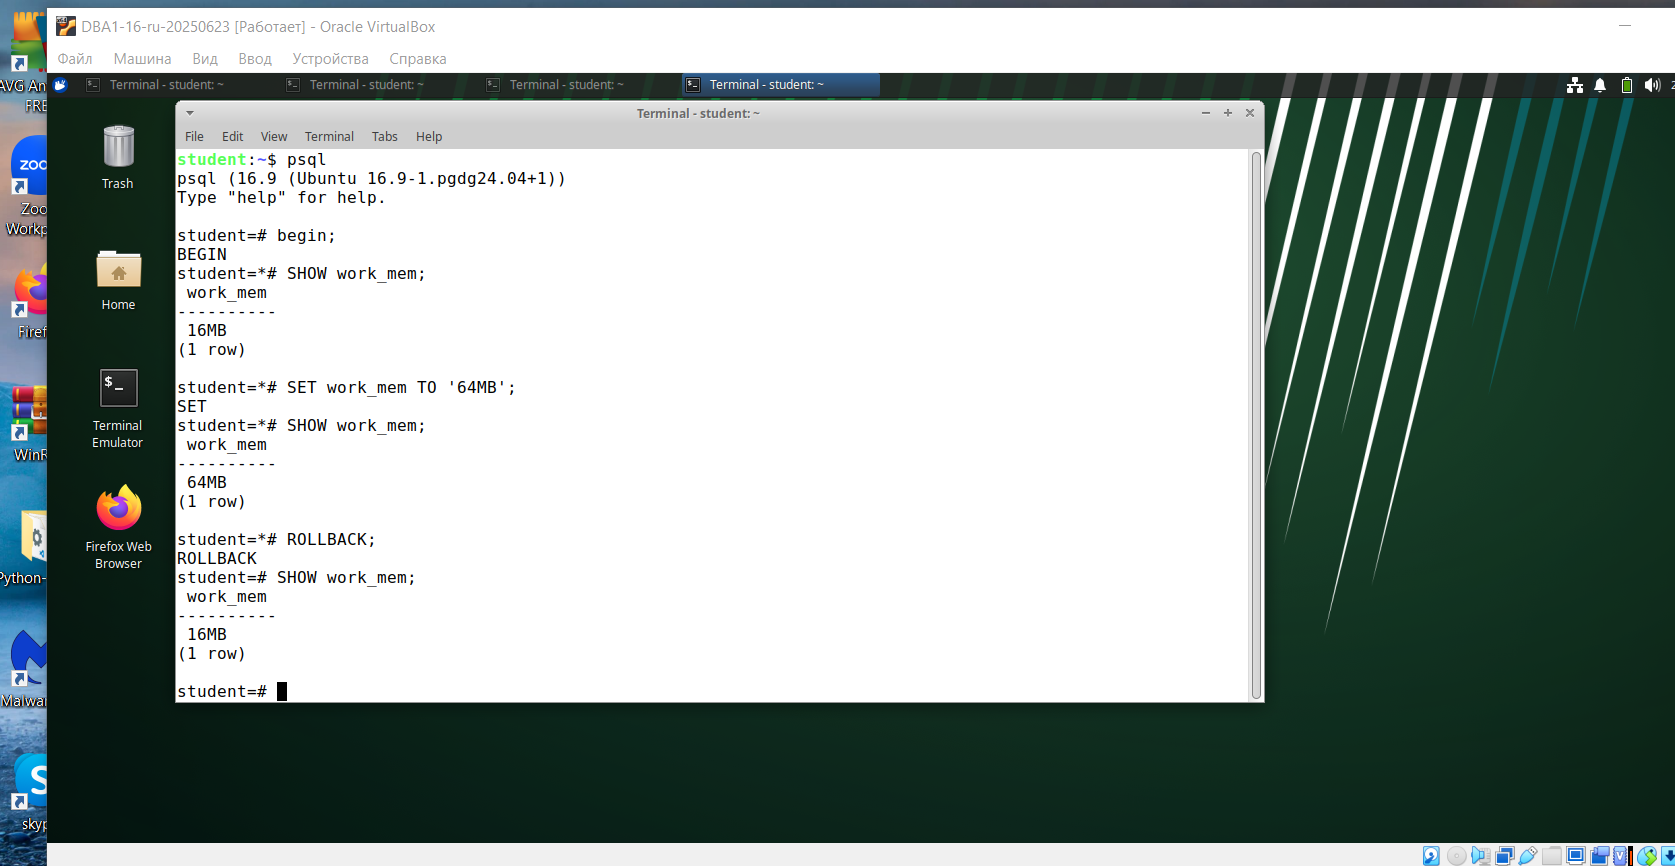 DBA1-16-ru-20250623 [Работает] - Oracle VirtualBox
Файл Машина Вид Ввод Устройства Справка
Terminal - student: ~ Terminal - student: ~ Terminal - student: ~ Terminal - student: ~
Terminal - student: ~
File Edit View Terminal Tabs Help
student:~$ psql
psql (16.9 (Ubuntu 16.9-1.pgdg24.04+1))
Type "help" for help.
student=# begin;
BEGIN
student=*# SHOW work_mem;
work_mem
----------
16MB
(1 row)
student=*# SET work_mem TO '64MB';
SET
student=*# SHOW work_mem;
work_mem
----------
64MB
(1 row)
student=*# ROLLBACK;
ROLLBACK
student=# SHOW work_mem;
work_mem
----------
16MB
(1 row)
student=#
Trash
Home
Terminal
Emulator
Firefox Web
Browser
AVG An
FRE
zoo
Zoo
Workp
Firef
WinR
Python-
Malwar
S
skyp